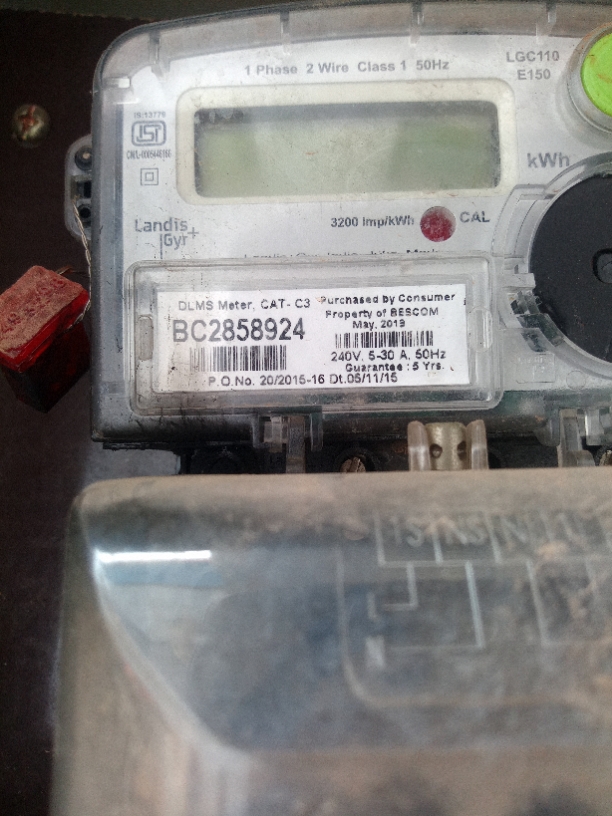 1 Phase 2 Wire Class 1 50Hz
LGC110
E150
IS:13779
kWh
Landis
Gyr+
3200 Imp/kWh
CAL
DLMS Meter, CAT- C3
BC2858924
Purchased by Consumer
Property of BESCOM
May, 2019
240V, 5-30 A, 50Hz
Guarantee : 5 Yrs.
P.O.No. 20/2015-16 Dt.05/11/15